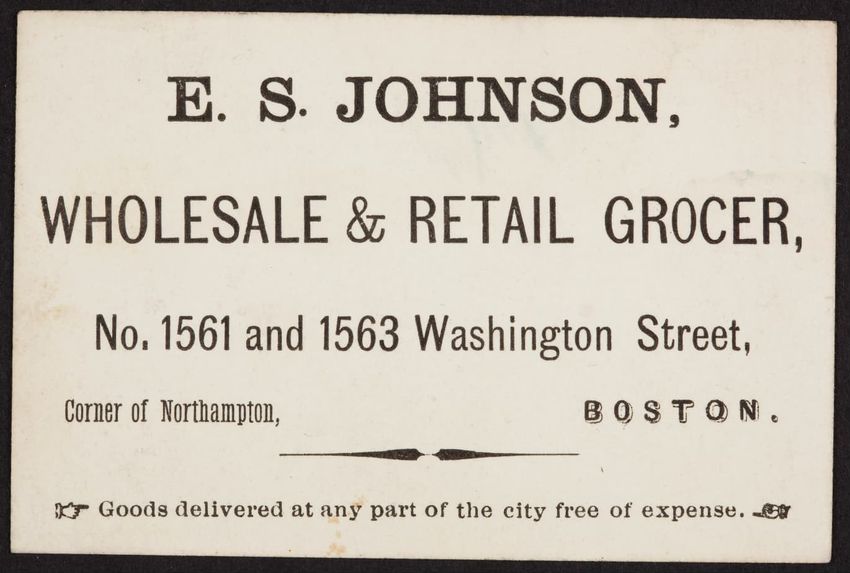 E. S. JOHNSON,
WHOLESALE & RETAIL GROCER,
No. 1561 and 1563 Washington Street,
Corner of Northampton, BOSTON.
☞ Goods delivered at any part of the city free of expense. ☜